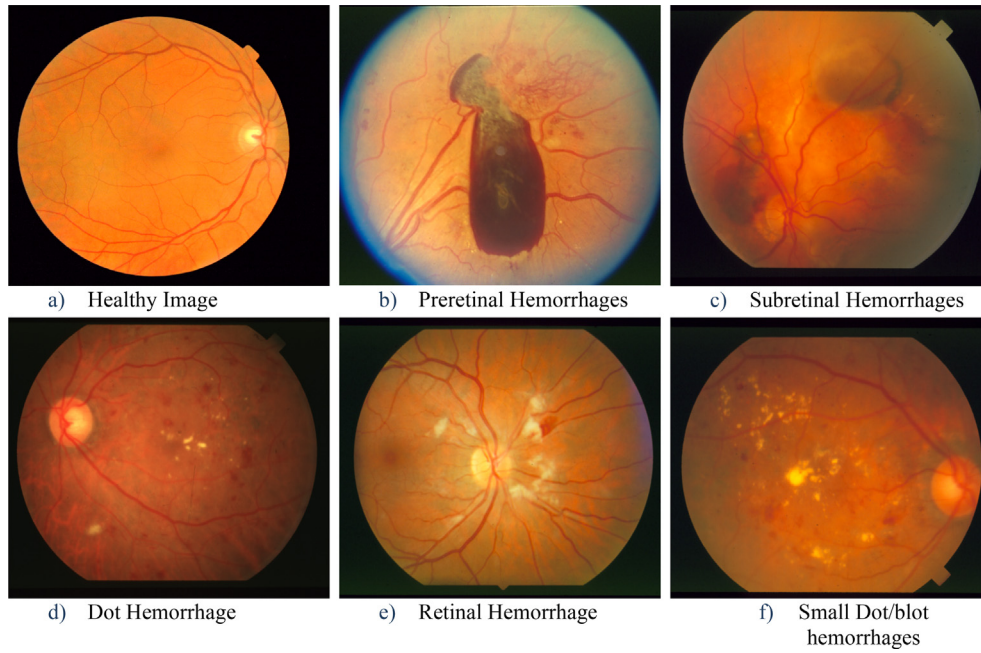 a) Healthy Image
b) Preretinal Hemorrhages
c) Subretinal Hemorrhages
d) Dot Hemorrhage
e) Retinal Hemorrhage
f) Small Dot/blot
hemorrhages